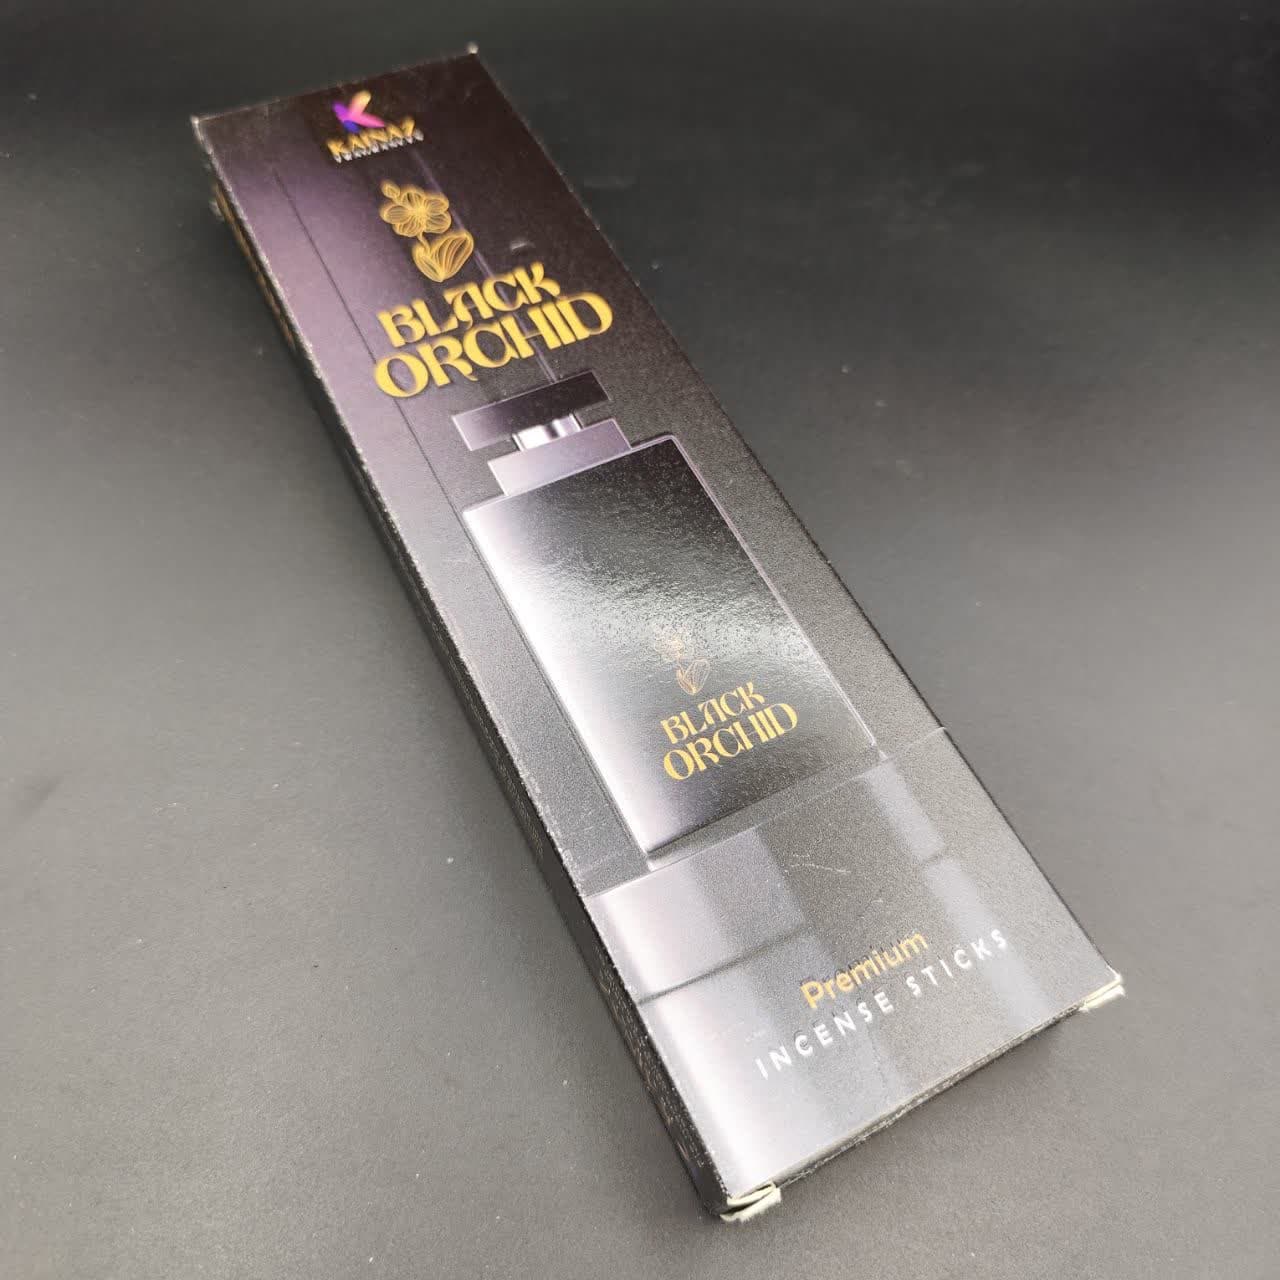 K
KAINAZ
BLACK
ORCHID
BLACK
ORCHID
Premium
INCENSE STICKS